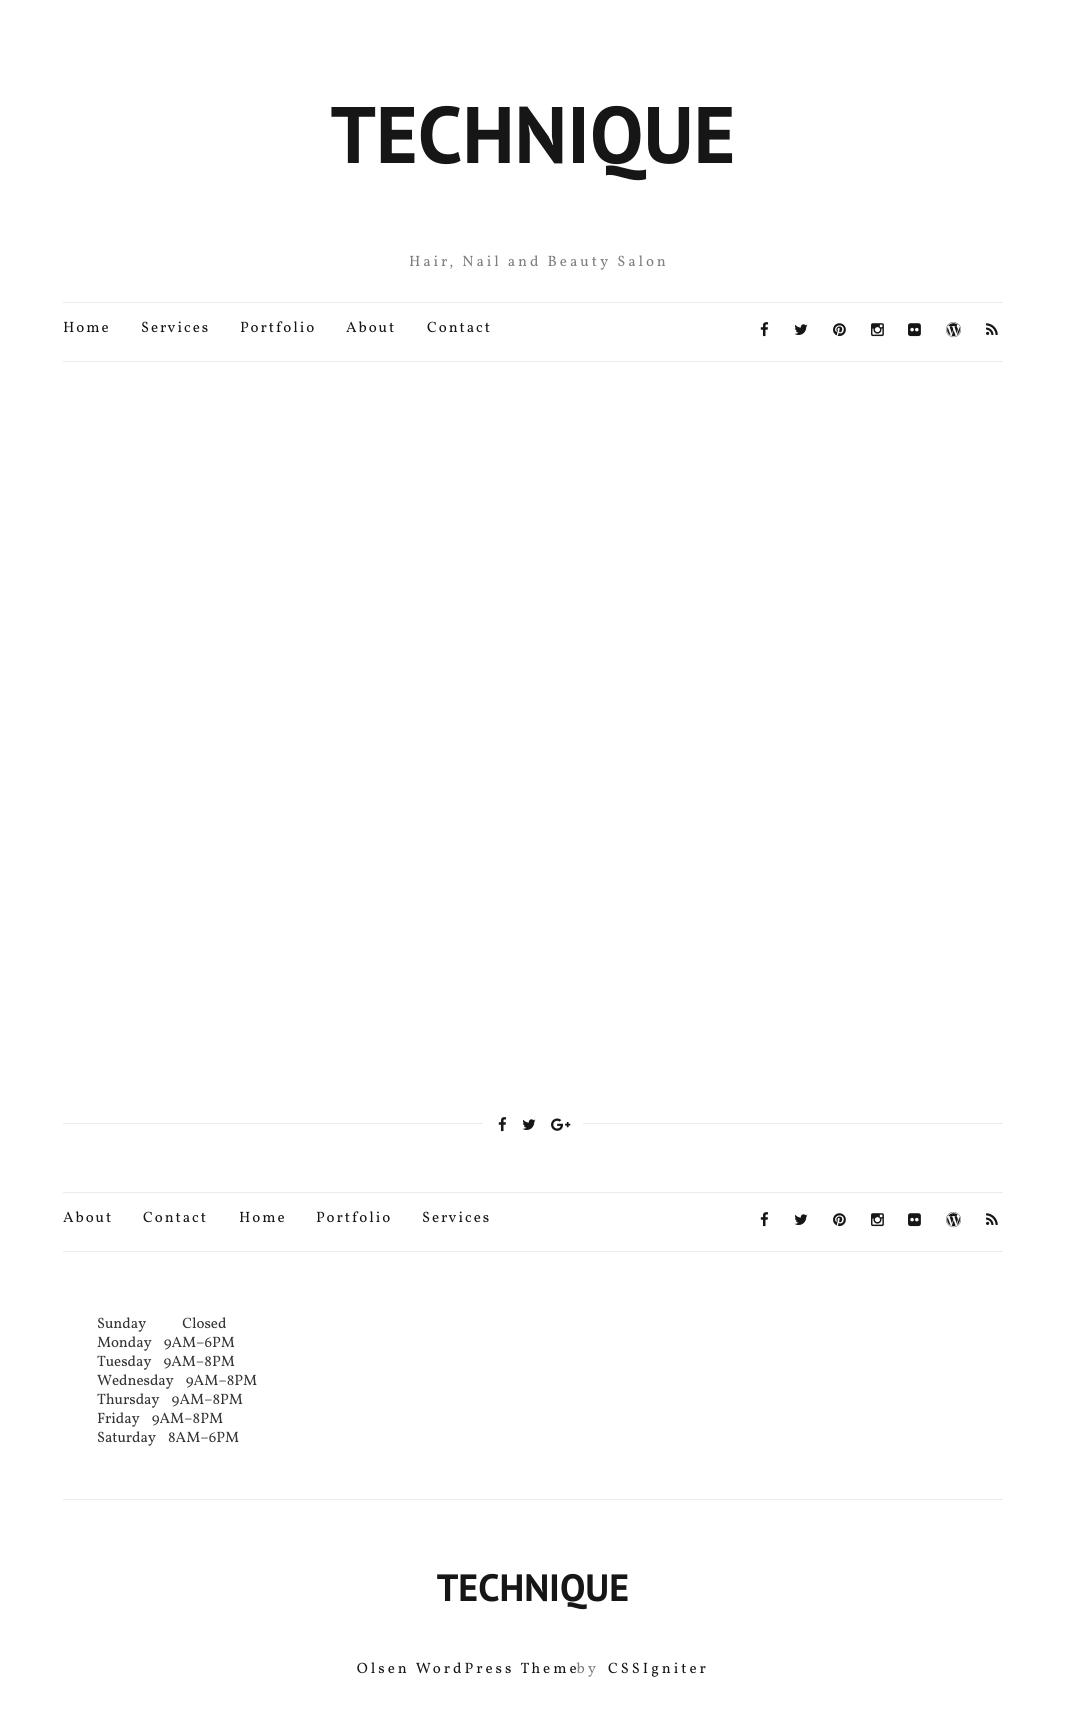 TECHNIQUE
Hair, Nail and Beauty Salon
Home Services Portfolio About Contact
About Contact Home Portfolio Services
Sunday Closed
Monday 9AM–6PM
Tuesday 9AM–8PM
Wednesday 9AM–8PM
Thursday 9AM–8PM
Friday 9AM–8PM
Saturday 8AM–6PM
TECHNIQUE
Olsen WordPress Theme by CSSIgniter